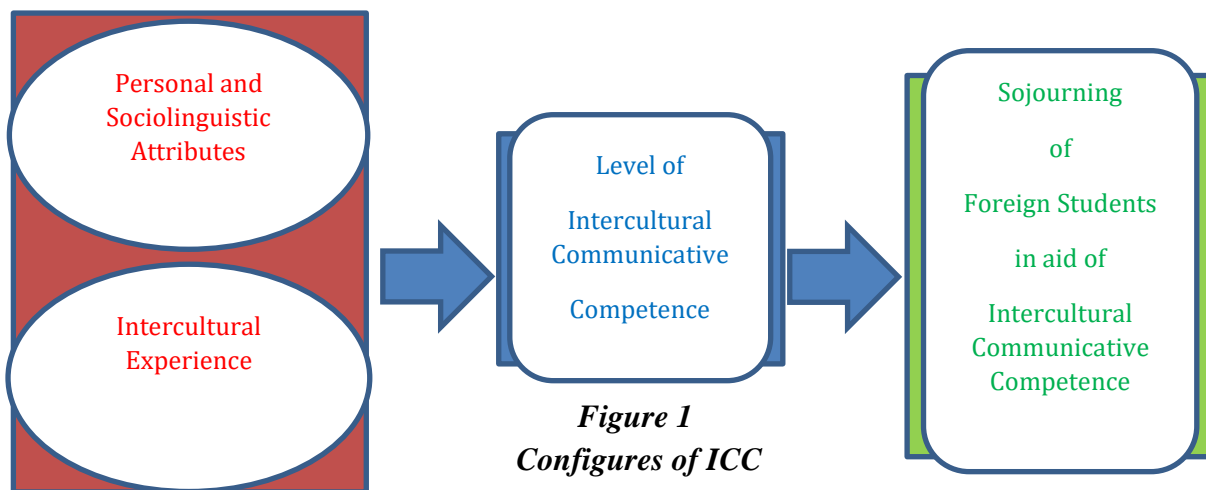 Personal and
Sociolinguistic
Attributes
Intercultural
Experience
Level of
Intercultural
Communicative
Competence
Figure 1
Configures of ICC
Sojourning
of
Foreign Students
in aid of
Intercultural
Communicative
Competence